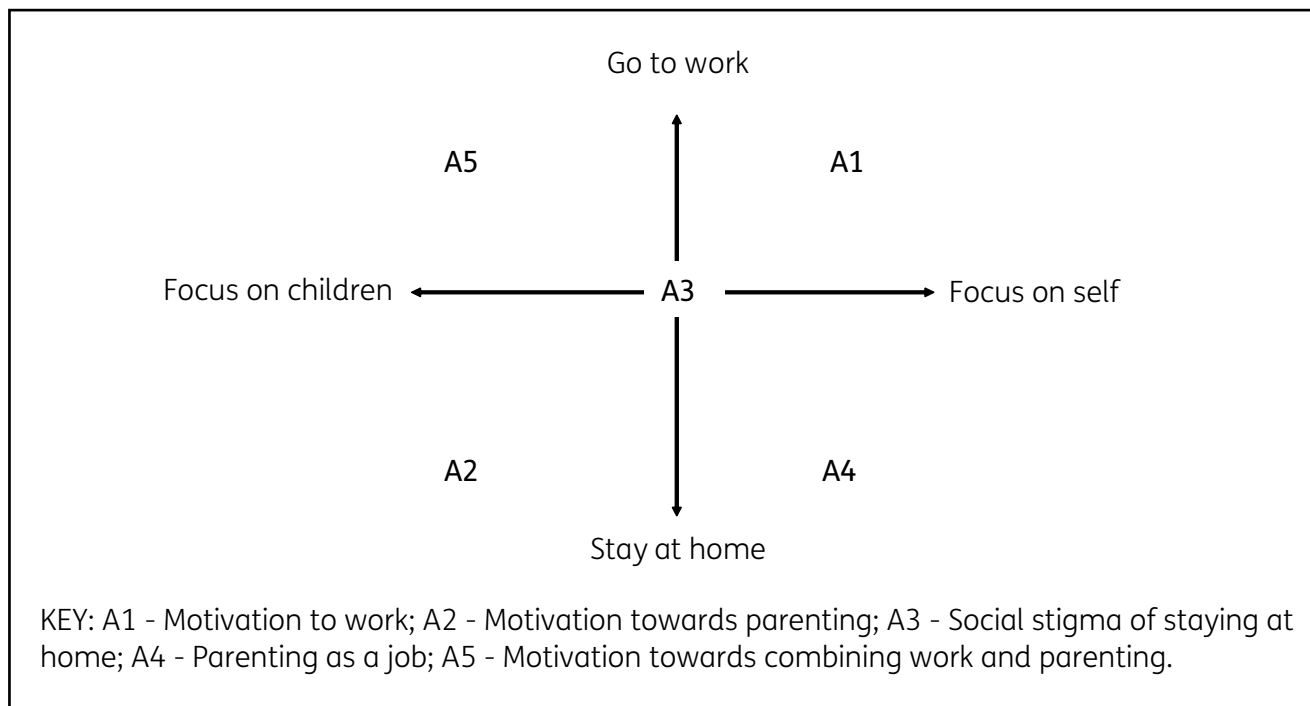 Go to work
A5 A1
Focus on children A3 Focus on self
A2 A4
Stay at home
KEY: A1 - Motivation to work; A2 - Motivation towards parenting; A3 - Social stigma of staying at
home; A4 - Parenting as a job; A5 - Motivation towards combining work and parenting.